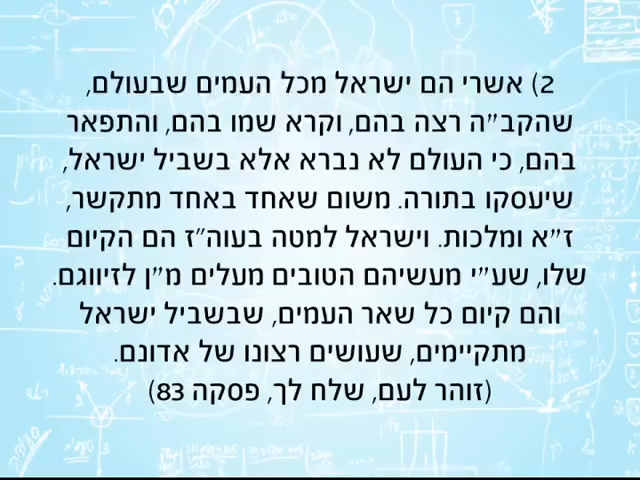 2) אשרי הם ישראל מכל העמים שבעולם,
שהקב"ה רצה בהם, וקרא שמו בהם, והתפאר
בהם, כי העולם לא נברא אלא בשביל ישראל,
שיעסקו בתורה. משום שאחד באחד מתקשר,
ז"א ומלכות. וישראל למטה בעוה"ז הם הקיום
שלו, שע"י מעשיהם הטובים מעלים מ"ן לזיווגם.
והם קיום כל שאר העמים, שבשביל ישראל
מתקיימים, שעושים רצונו של אדונם.
(זוהר לעם, שלח לך, פסקה 83)